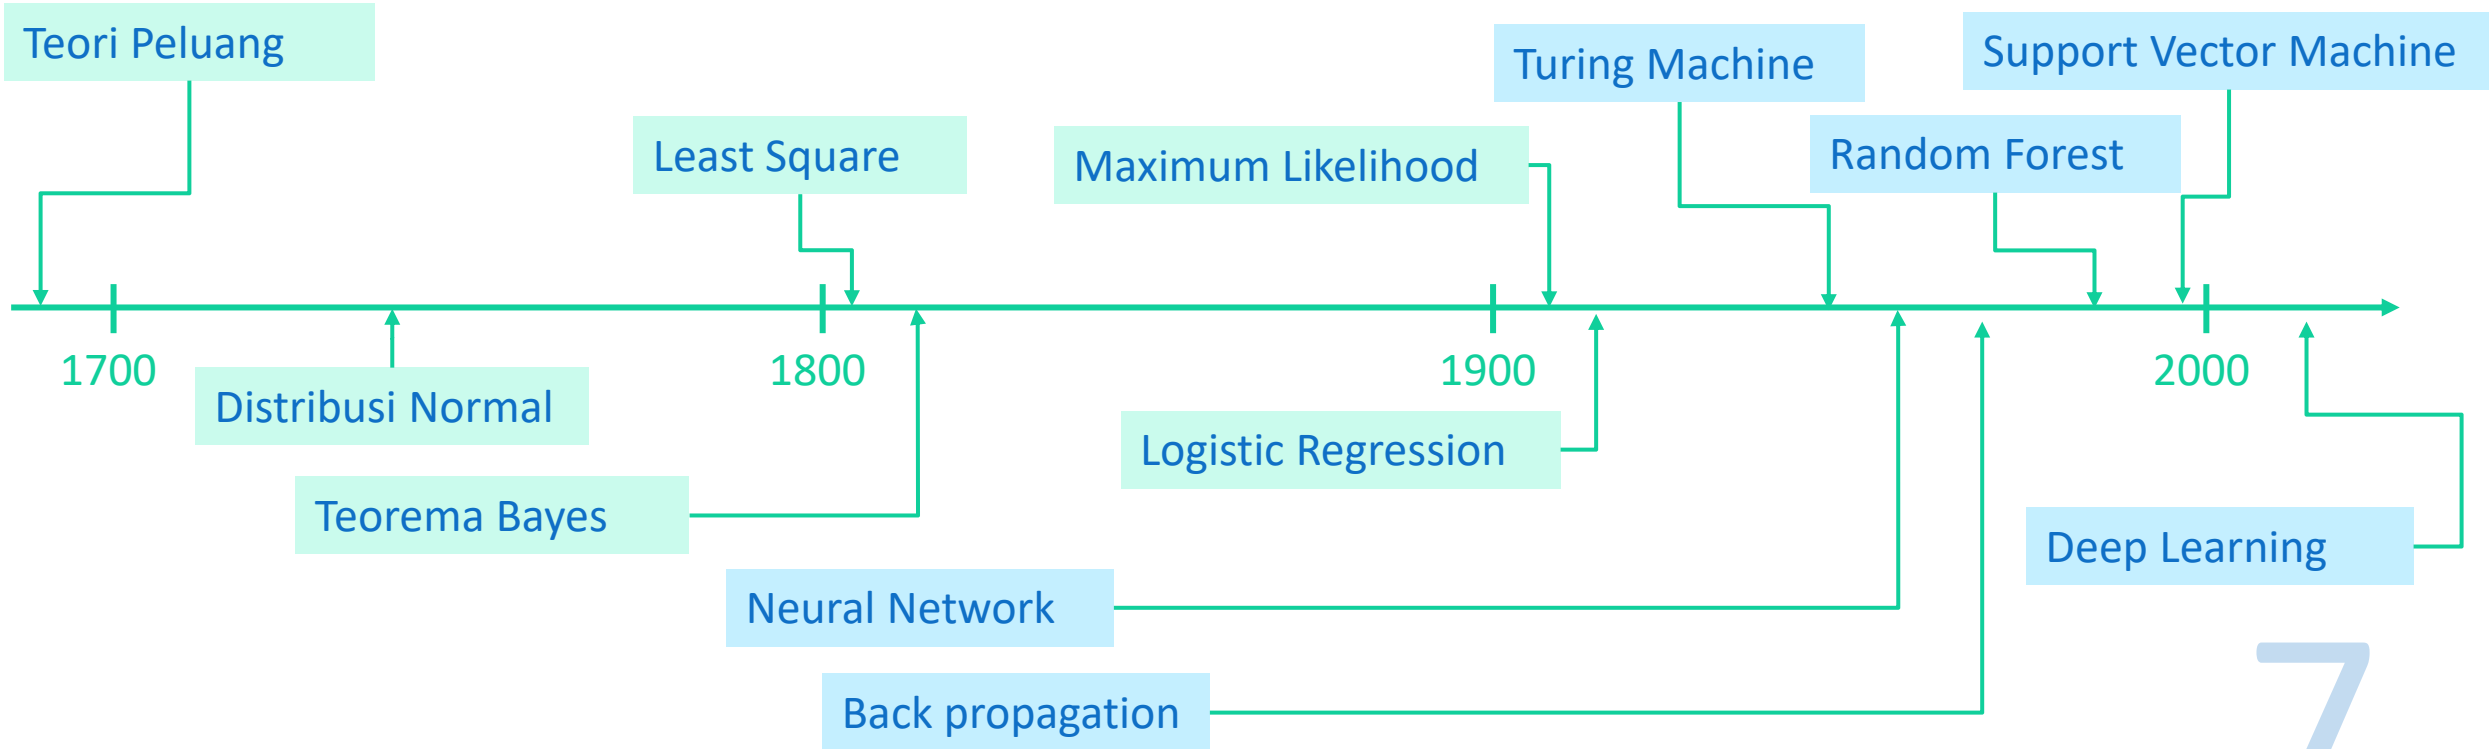 Teori Peluang
Turing Machine
Support Vector Machine
Least Square
Maximum Likelihood
Random Forest
1700
1800
1900
2000
Distribusi Normal
Logistic Regression
Teorema Bayes
Deep Learning
Neural Network
Back propagation
7